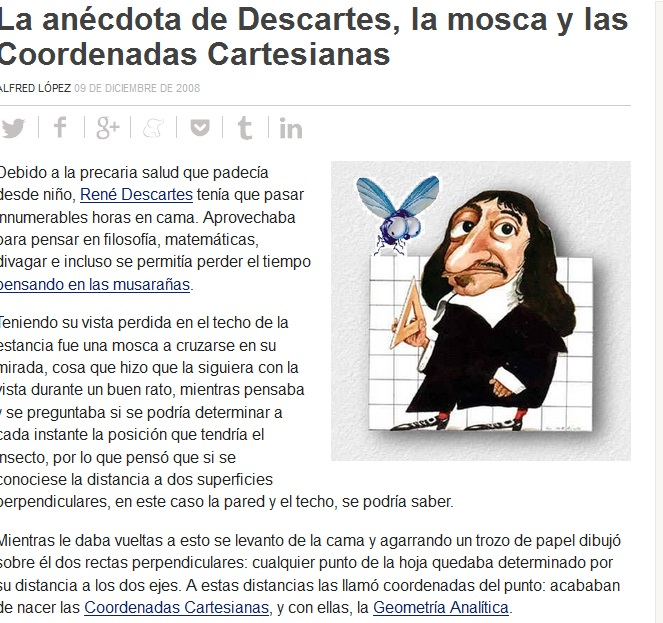 La anécdota de Descartes, la mosca y las
Coordenadas Cartesianas
ALFRED LÓPEZ 09 DE DICIEMBRE DE 2008
Debido a la precaria salud que padecía
desde niño, René Descartes tenía que pasar
innumerables horas en cama. Aprovechaba
para pensar en filosofía, matemáticas,
divagar e incluso se permitía perder el tiempo
pensando en las musarañas.
Teniendo su vista perdida en el techo de la
estancia fue una mosca a cruzarse en su
mirada, cosa que hizo que la siguiera con la
vista durante un buen rato, mientras pensaba
y se preguntaba si se podría determinar a
cada instante la posición que tendría el
insecto, por lo que pensó que si se
conociese la distancia a dos superficies
perpendiculares, en este caso la pared y el techo, se podría saber.
Mientras le daba vueltas a esto se levanto de la cama y agarrando un trozo de papel dibujó
sobre él dos rectas perpendiculares: cualquier punto de la hoja quedaba determinado por
su distancia a los dos ejes. A estas distancias las llamó coordenadas del punto: acababan
de nacer las Coordenadas Cartesianas, y con ellas, la Geometría Analítica.